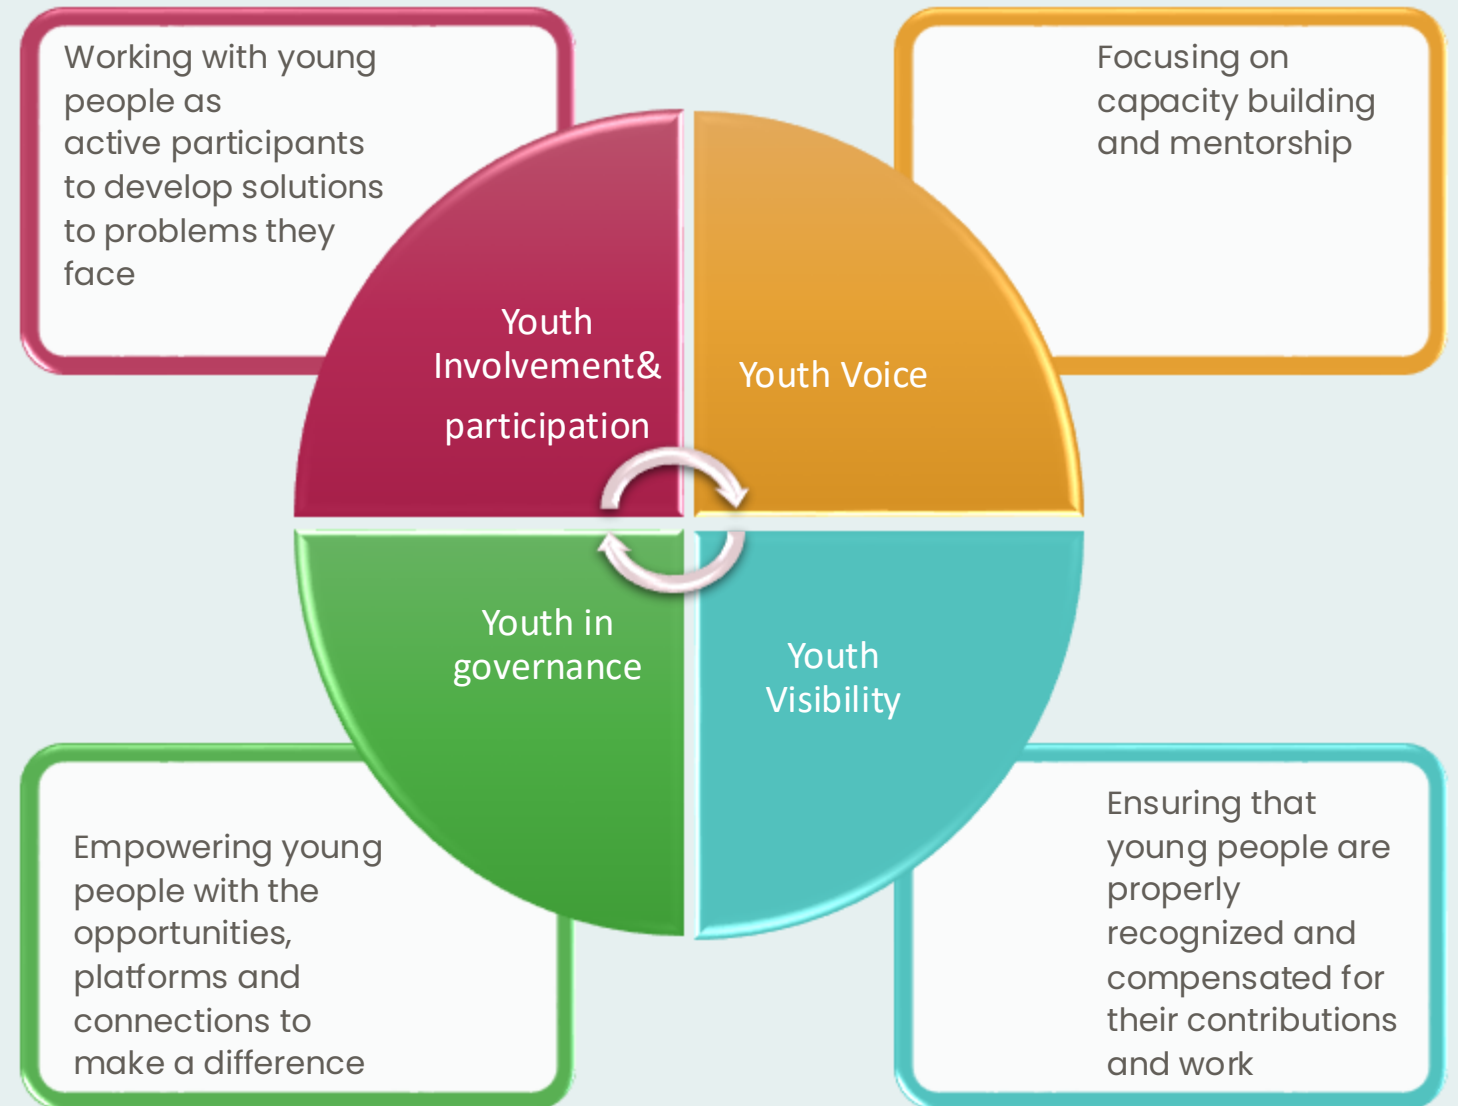 Working with young
people as
active participants
to develop solutions
to problems they
face
Focusing on
capacity building
and mentorship
Youth
Involvement&
participation
Youth Voice
Youth in
governance
Youth
Visibility
Empowering young
people with the
opportunities,
platforms and
connections to
make a difference
Ensuring that
young people are
properly
recognized and
compensated for
their contributions
and work